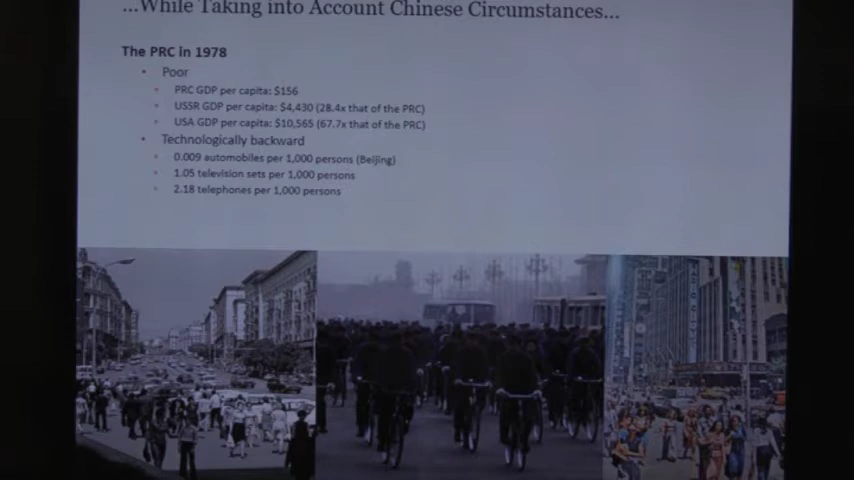 ...While Taking into Account Chinese Circumstances...
The PRC in 1978
• Poor
• PRC GDP per capita: $156
• USSR GDP per capita: $4,430 (28.4x that of the PRC)
• USA GDP per capita: $10,565 (67.7x that of the PRC)
• Technologically backward
• 0.009 automobiles per 1,000 persons (Beijing)
• 1.05 television sets per 1,000 persons
• 2.18 telephones per 1,000 persons